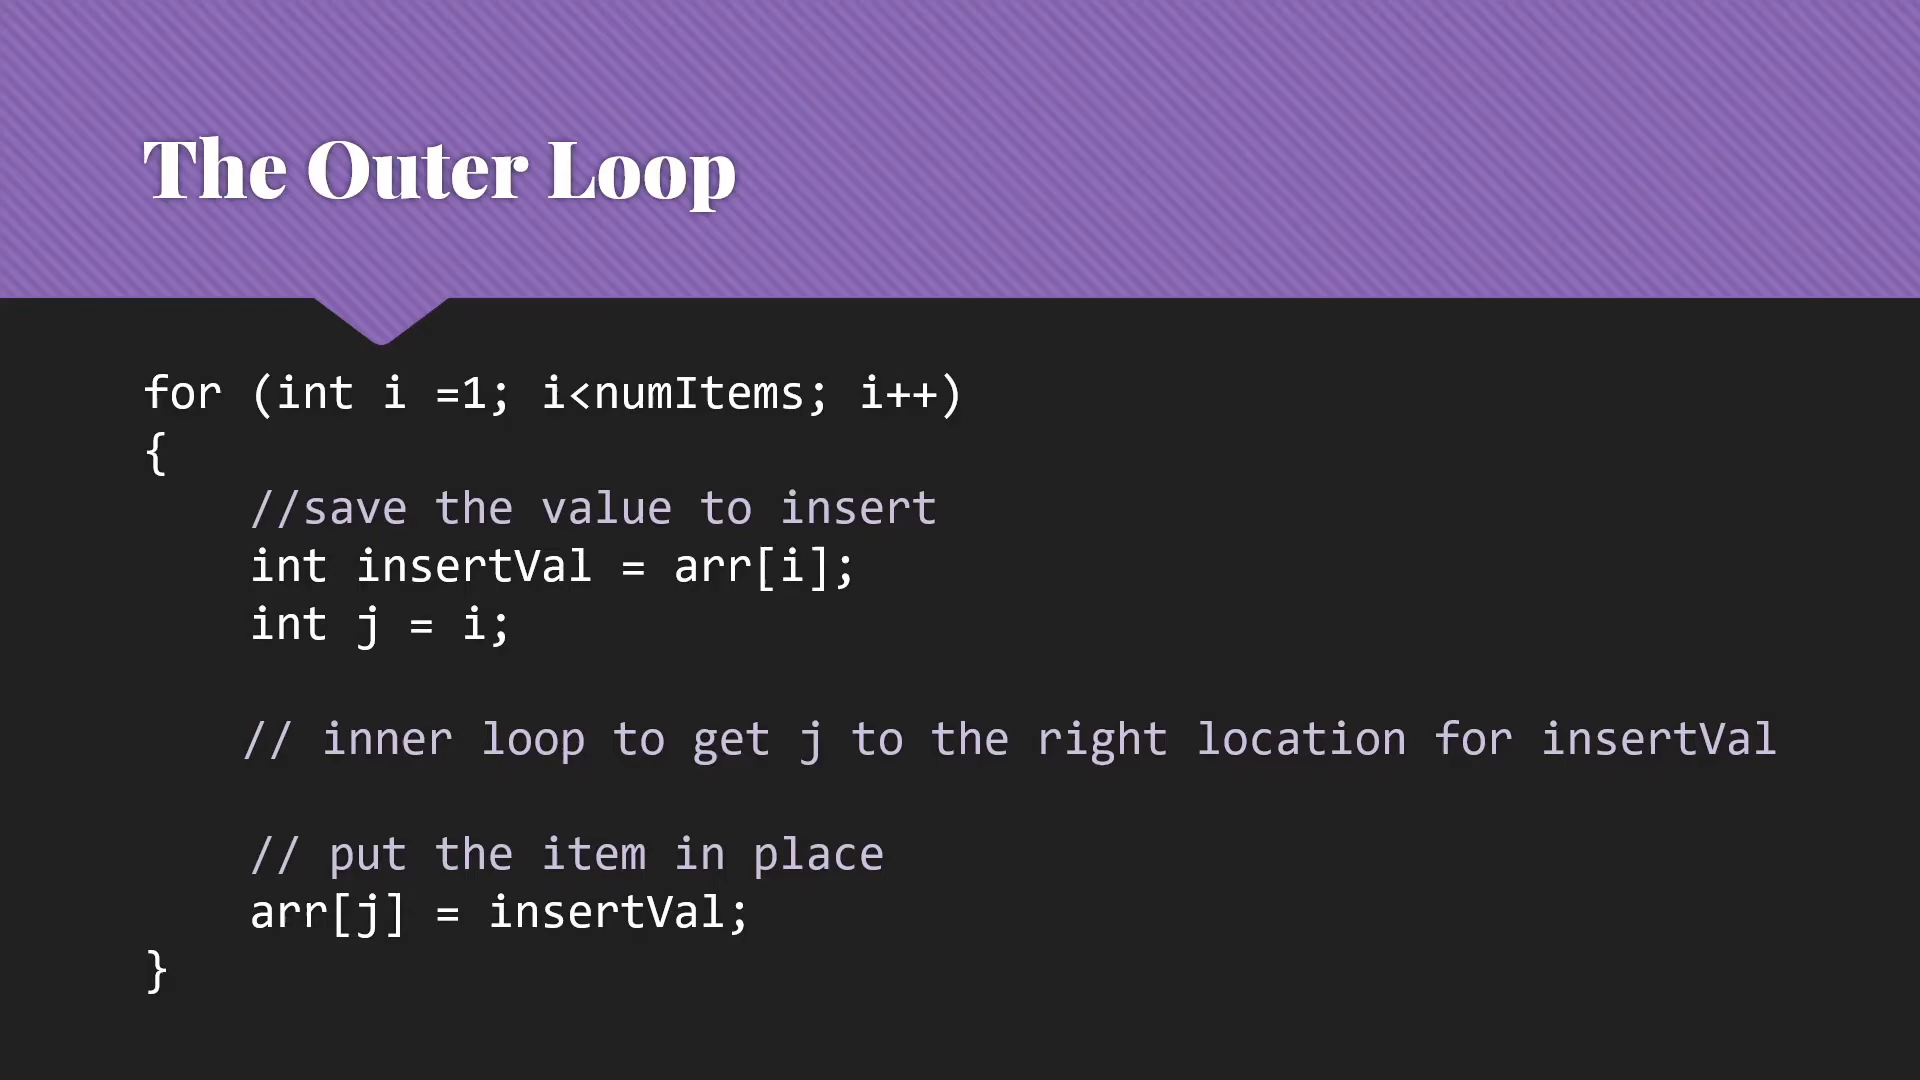 The Outer Loop
for (int i =1; i<numItems; i++)
{
//save the value to insert
int insertVal = arr[i];
int j = i;
// inner loop to get j to the right location for insertVal
// put the item in place
arr[j] = insertVal;
}